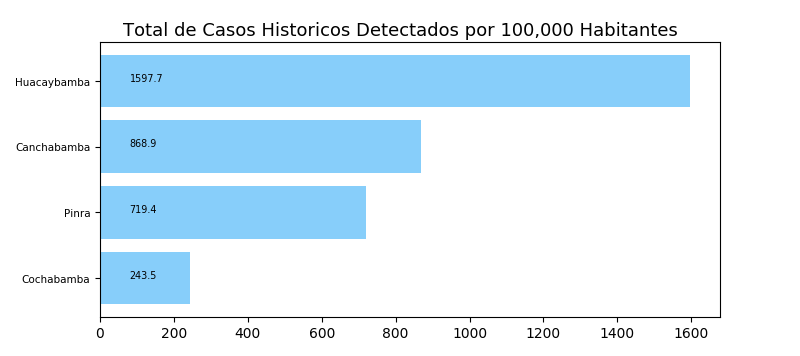 Total de Casos Historicos Detectados por 100,000 Habitantes
Huacaybamba
1597.7
Canchabamba
868.9
Pinra
719.4
Cochabamba
243.5
0 200 400 600 800 1000 1200 1400 1600